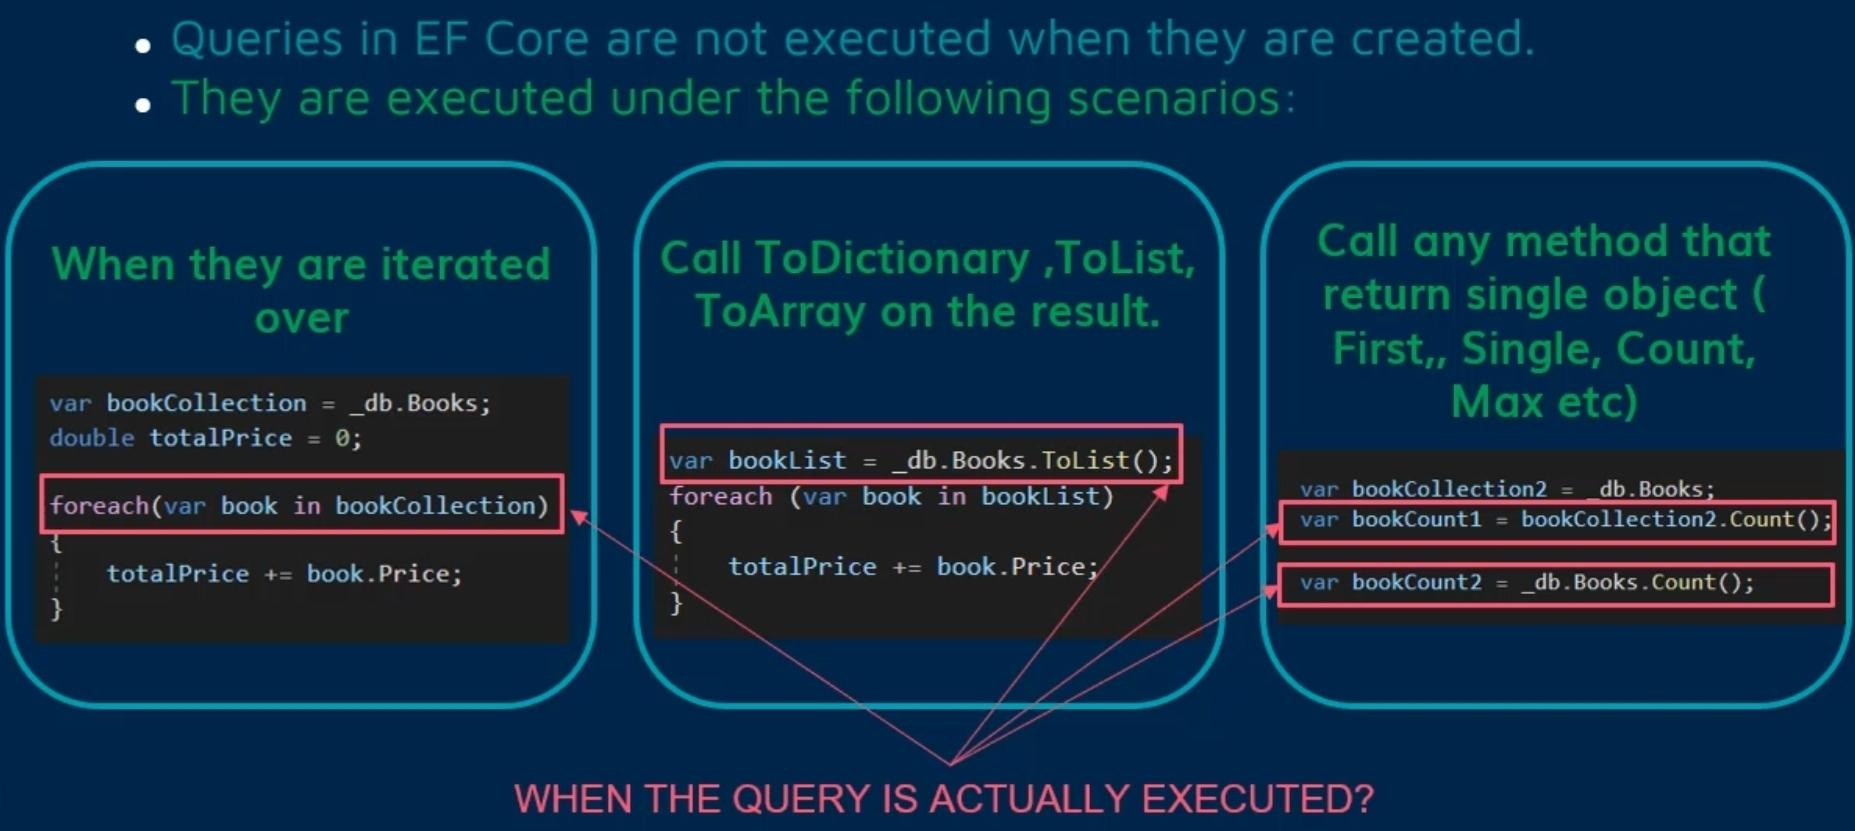 Queries in EF Core are not executed when they are created.
They are executed under the following scenarios:
When they are iterated
over
var bookCollection = _db.Books;
double totalPrice = 0;
foreach(var book in bookCollection)
{
totalPrice += book.Price;
}
Call ToDictionary ,ToList,
ToArray on the result.
var bookList = _db.Books.ToList();
foreach (var book in bookList)
{
totalPrice += book.Price;
}
Call any method that
return single object (
First,, Single, Count,
Max etc)
var bookCollection2 = _db.Books;
var bookCount1 = bookCollection2.Count();
var bookCount2 = _db.Books.Count();
WHEN THE QUERY IS ACTUALLY EXECUTED?